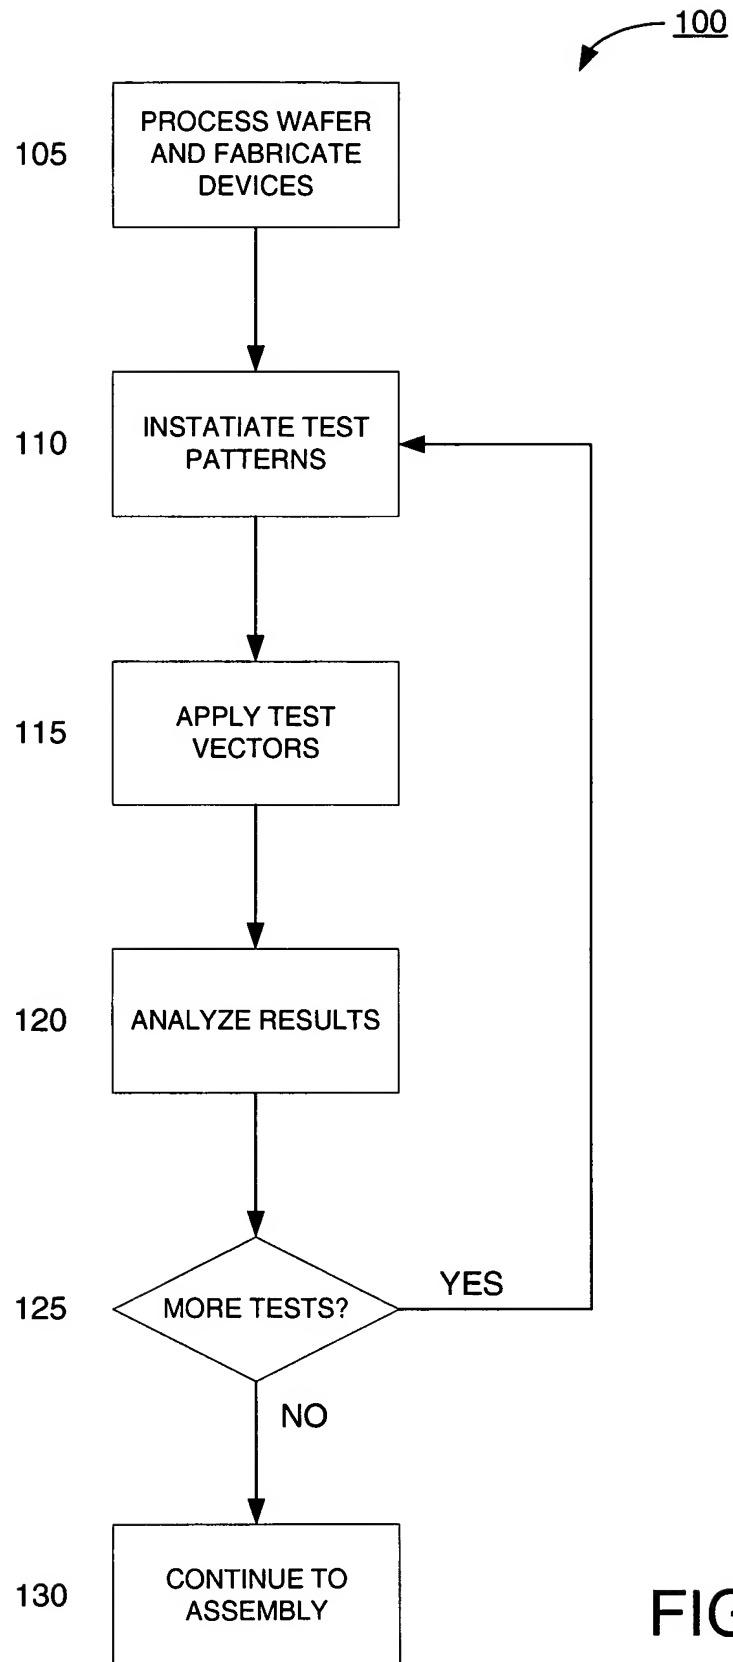 100
105
PROCESS WAFER
AND FABRICATE
DEVICES
110
INSTATIATE TEST
PATTERNS
115
APPLY TEST
VECTORS
120
ANALYZE RESULTS
125
MORE TESTS?
YES
NO
130
CONTINUE TO
ASSEMBLY
FIG